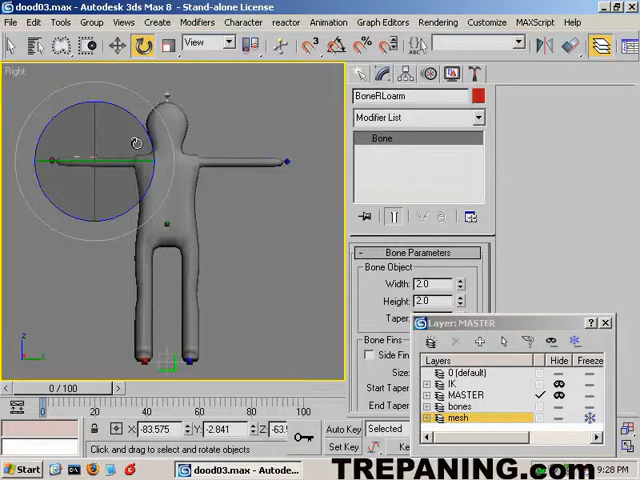 dood03.max - Autodesk 3ds Max 8 - Stand-alone License
File Edit Tools Group Views Create Modifiers Character reactor Animation Graph Editors Rendering Customize MAXScript Help
View
Right
BoneRLoarm
Modifier List
Bone
Bone Parameters
Bone Object
Width: 2.0
Height: 2.0
Taper:
Bone Fins
Side Fin
Size:
Start Taper
End Taper
Layer: MASTER
Layers Hide Freeze
0 (default)
IK
MASTER
bones
mesh
z
x
0 / 100
0 20 40 60 80 100
X -83.575 Y -2.841 Z -63.
Auto Key Selected
Click and drag to select and rotate objects
Set Key
Start
dood03.max - Autodes...
9:28 PM
TREPANING.com